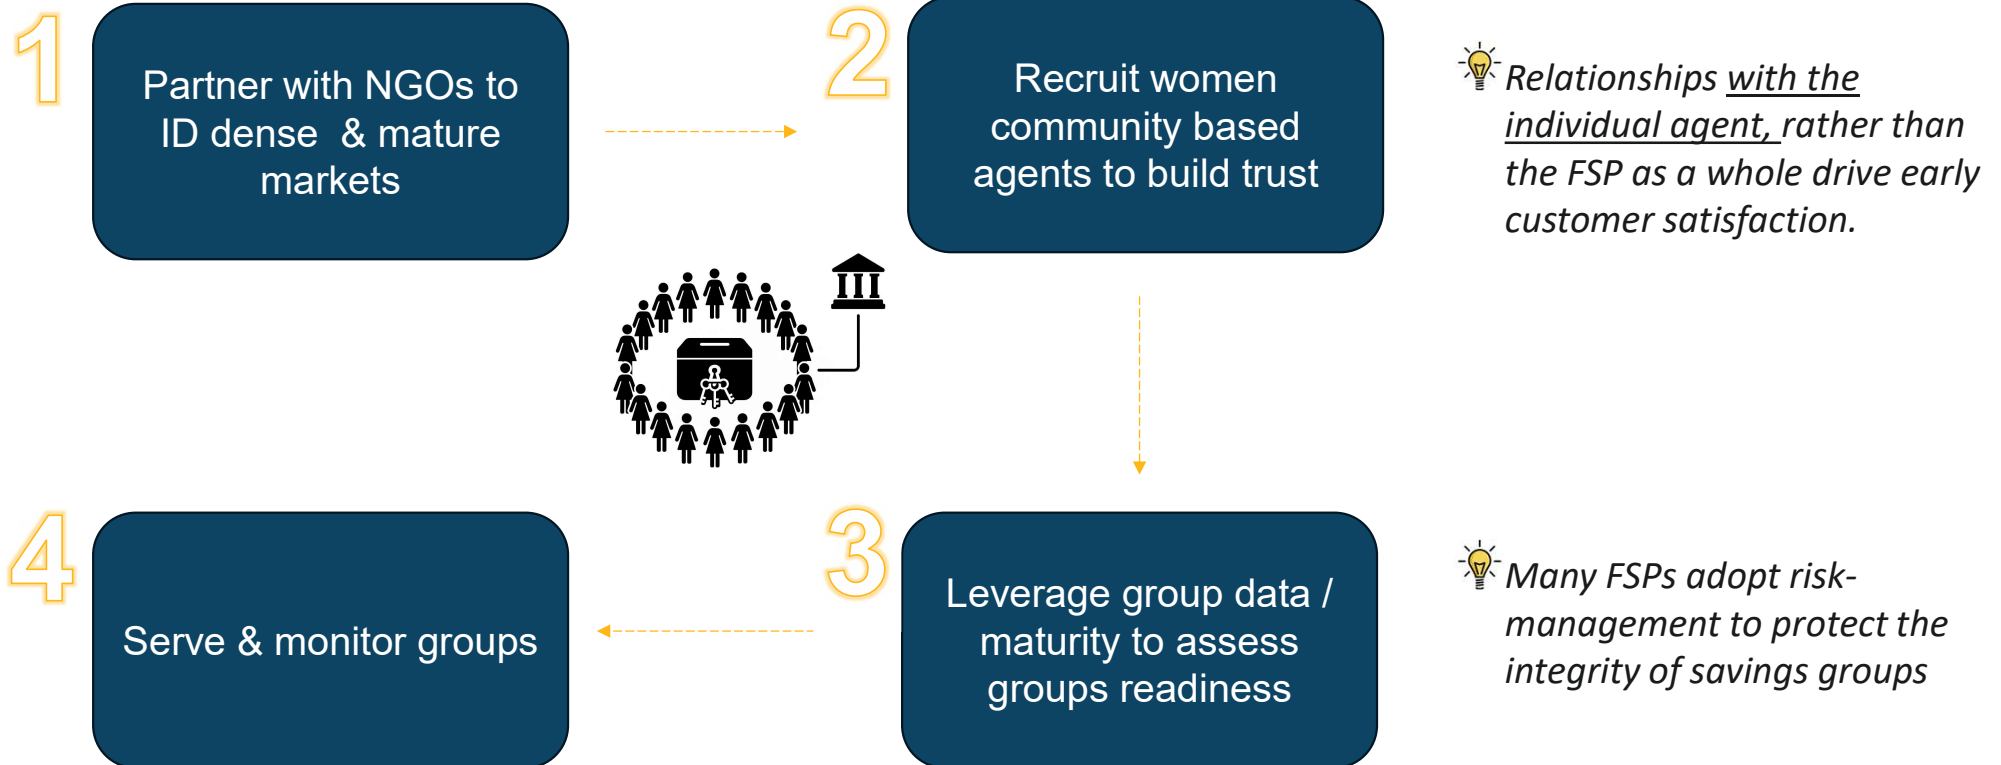 1
Partner with NGOs to
ID dense  & mature
markets
2
Recruit women
community based
agents to build trust
Relationships with the
individual agent, rather than
the FSP as a whole drive early
customer satisfaction.
3
Leverage group data /
maturity to assess
groups readiness
Many FSPs adopt risk-
management to protect the
integrity of savings groups
4
Serve & monitor groups